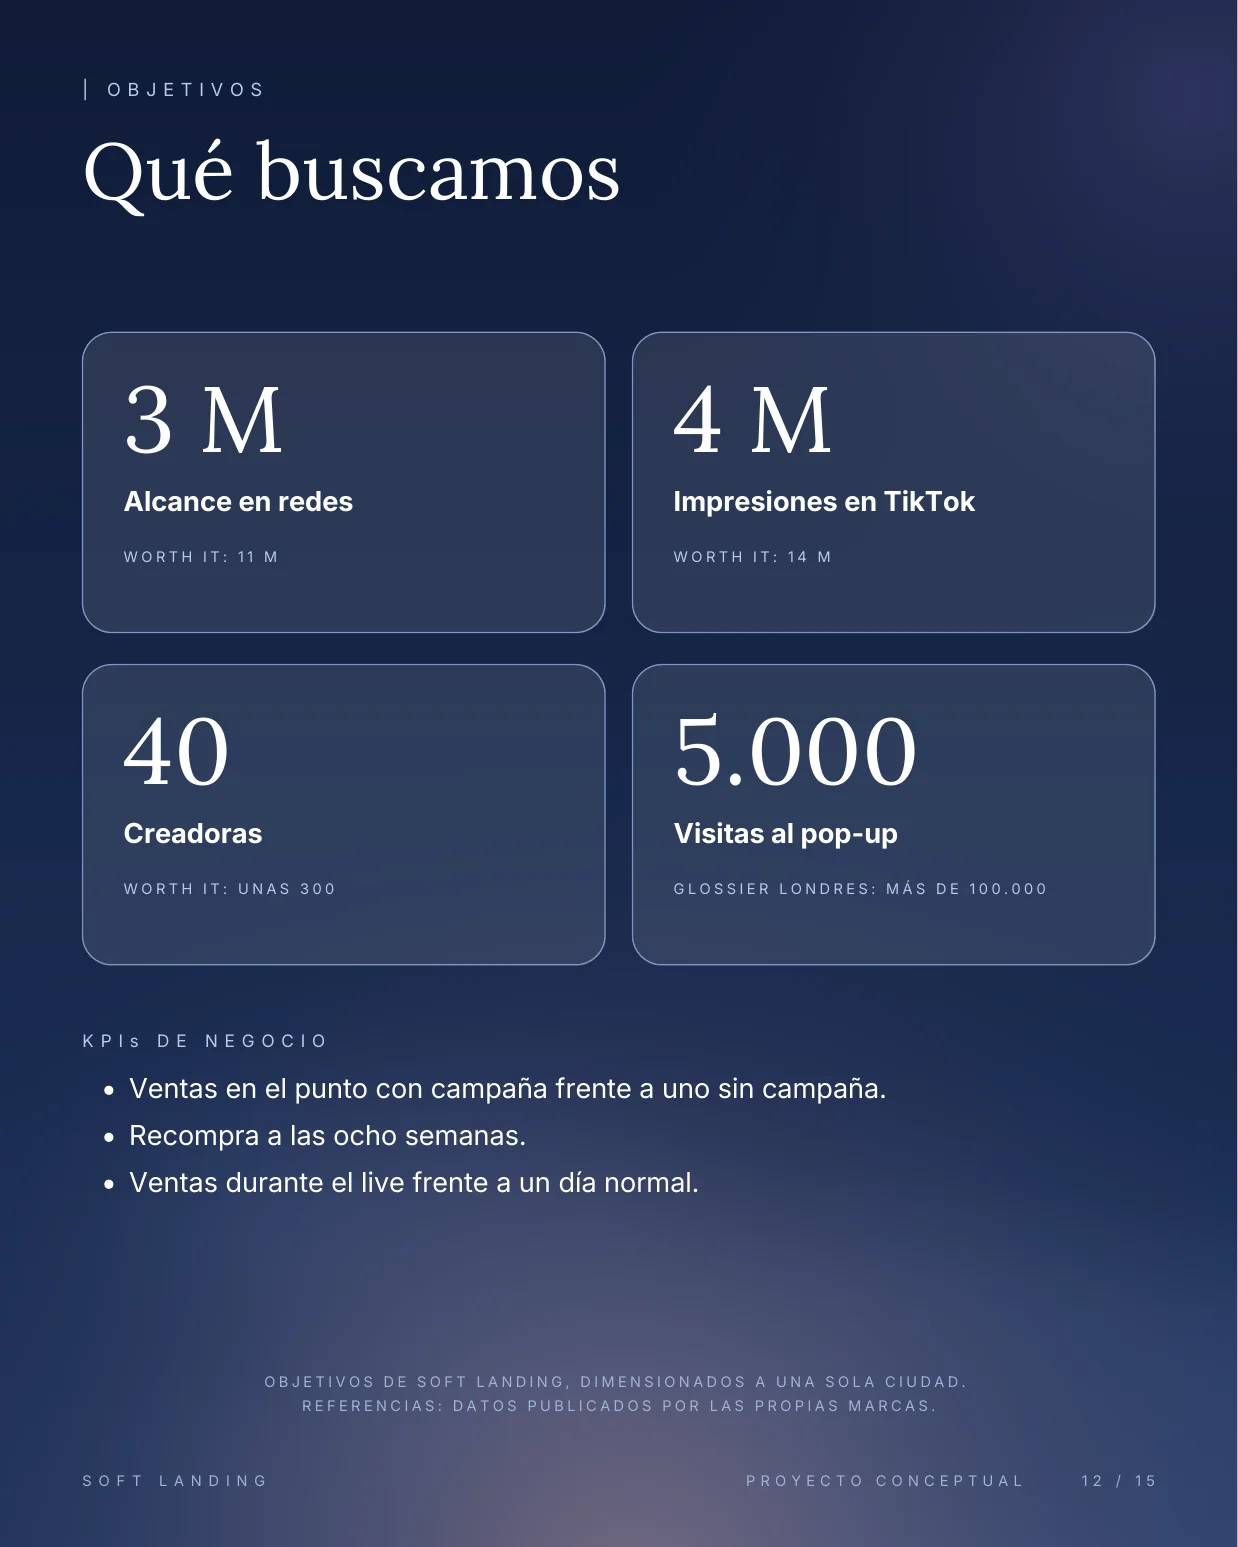 | OBJETIVOS
Qué buscamos
3 M
Alcance en redes
WORTH IT: 11 M
4 M
Impresiones en TikTok
WORTH IT: 14 M
40
Creadoras
WORTH IT: UNAS 300
5.000
Visitas al pop-up
GLOSSIER LONDRES: MÁS DE 100.000
KPIs DE NEGOCIO
• Ventas en el punto con campaña frente a uno sin campaña.
• Recompra a las ocho semanas.
• Ventas durante el live frente a un día normal.
OBJETIVOS DE SOFT LANDING, DIMENSIONADOS A UNA SOLA CIUDAD.
REFERENCIAS: DATOS PUBLICADOS POR LAS PROPIAS MARCAS.
SOFT LANDING
PROYECTO CONCEPTUAL
12 / 15